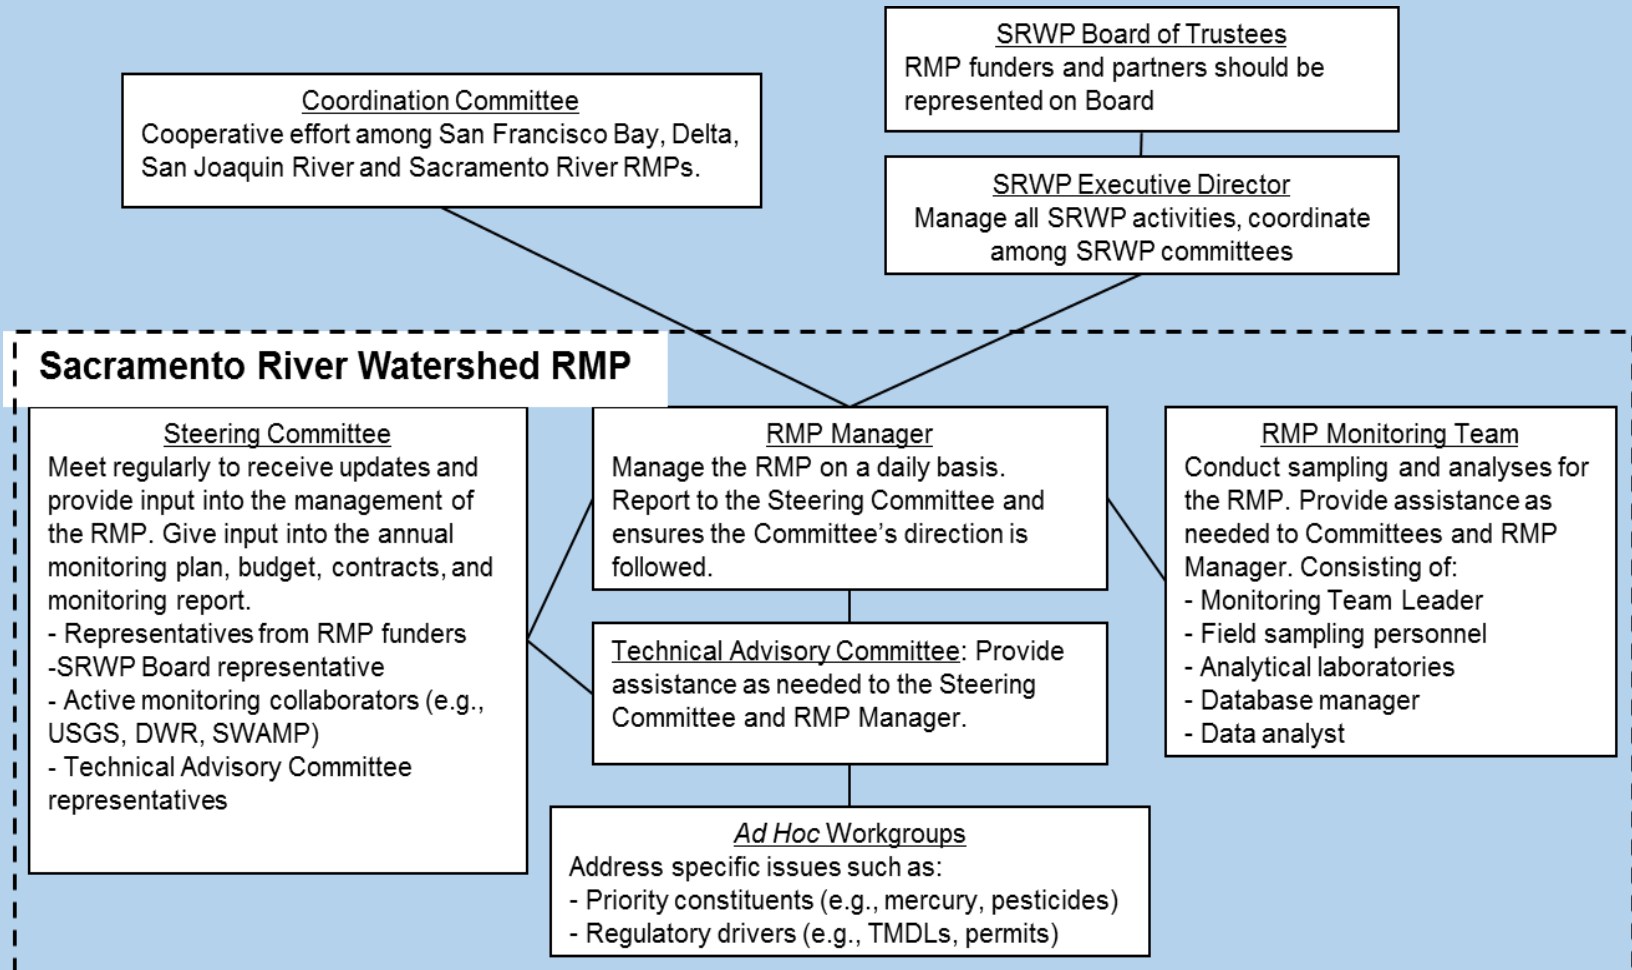 SRWP Board of Trustees
RMP funders and partners should be
represented on Board
Coordination Committee
Cooperative effort among San Francisco Bay, Delta,
San Joaquin River and Sacramento River RMPs.
SRWP Executive Director
Manage all SRWP activities, coordinate
among SRWP committees
Sacramento River Watershed RMP
Steering Committee
Meet regularly to receive updates and
provide input into the management of
the RMP. Give input into the annual
monitoring plan, budget, contracts, and
monitoring report.
- Representatives from RMP funders
-SRWP Board representative
- Active monitoring collaborators (e.g.,
USGS, DWR, SWAMP)
- Technical Advisory Committee
representatives
RMP Manager
Manage the RMP on a daily basis.
Report to the Steering Committee and
ensures the Committee’s direction is
followed.
Technical Advisory Committee: Provide
assistance as needed to the Steering
Committee and RMP Manager.
Ad Hoc Workgroups
Address specific issues such as:
- Priority constituents (e.g., mercury, pesticides)
- Regulatory drivers (e.g., TMDLs, permits)
RMP Monitoring Team
Conduct sampling and analyses for
the RMP. Provide assistance as
needed to Committees and RMP
Manager. Consisting of:
- Monitoring Team Leader
- Field sampling personnel
- Analytical laboratories
- Database manager
- Data analyst